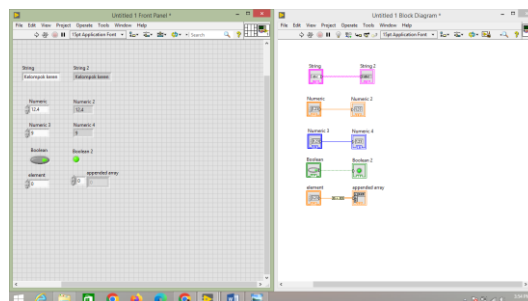 Untitled 1 Front Panel *
File Edit View Project Operate Tools Window Help
15pt Application Font
Search
String
String 2
Numeric
Numeric 2
12.4
12.4
Numeric 3
Numeric 4
Boolean
Boolean 2
element
appended array
0
0
Untitled 1 Block Diagram *
File Edit View Project Operate Tools Window Help
15pt Application Font
String
String 2
Numeric
Numeric 2
Numeric 3
Numeric 4
Boolean
Boolean 2
element
appended array